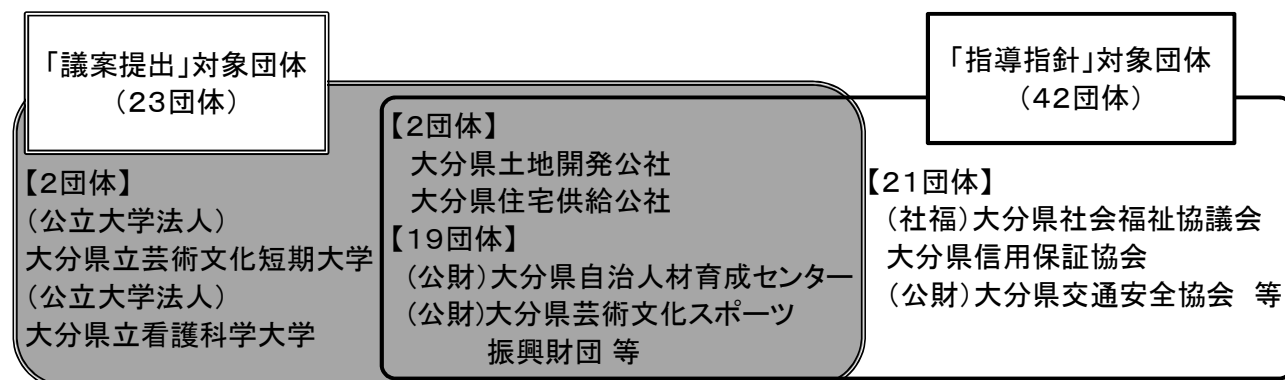 「議案提出」対象団体
（23団体）
「指導指針」対象団体
（42団体）
【2団体】
（公立大学法人）
大分県立芸術文化短期大学
（公立大学法人）
大分県立看護科学大学
【2団体】
大分県土地開発公社
大分県住宅供給公社
【19団体】
（公財）大分県自治人材育成センター
（公財）大分県芸術文化スポーツ
振興財団 等
【21団体】
（社福）大分県社会福祉協議会
大分県信用保証協会
（公財）大分県交通安全協会　等